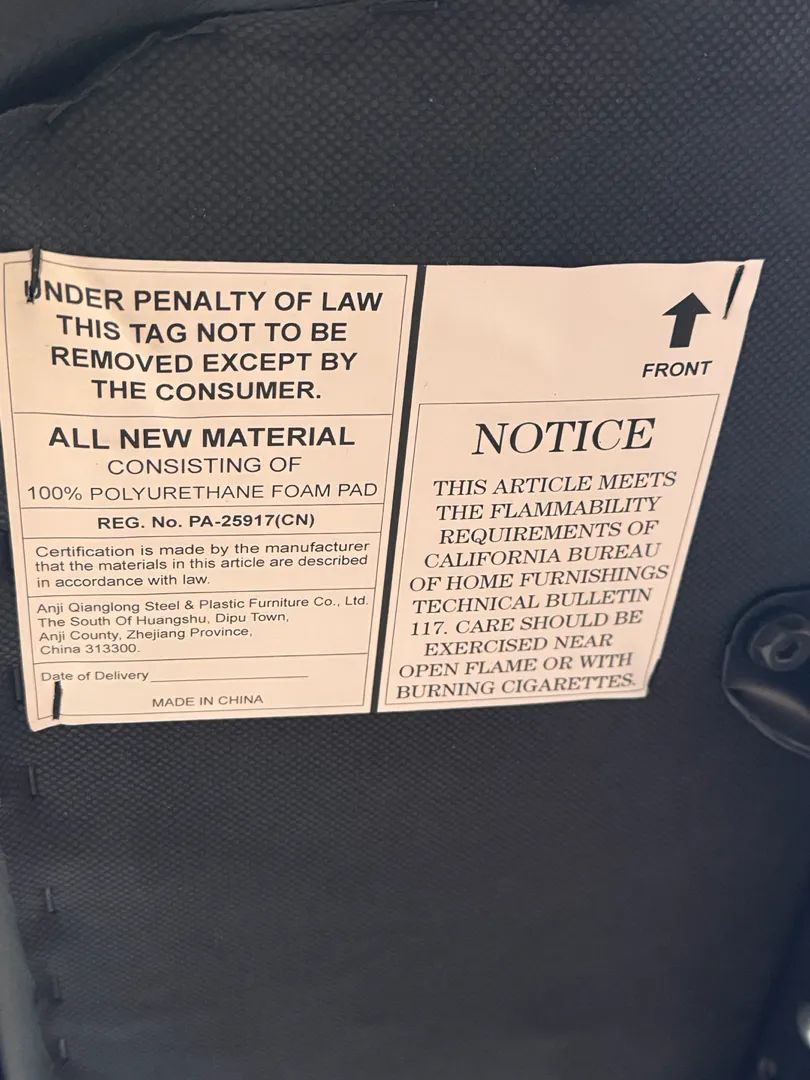 UNDER PENALTY OF LAW
THIS TAG NOT TO BE
REMOVED EXCEPT BY
THE CONSUMER.
ALL NEW MATERIAL
CONSISTING OF
100% POLYURETHANE FOAM PAD
REG. No. PA-25917(CN)
Certification is made by the manufacturer
that the materials in this article are described
in accordance with law.
Anji Qianglong Steel & Plastic Furniture Co., Ltd.
The South Of Huangshu, Dipu Town,
Anji County, Zhejiang Province,
China 313300.
Date of Delivery
MADE IN CHINA
FRONT
NOTICE
THIS ARTICLE MEETS
THE FLAMMABILITY
REQUIREMENTS OF
CALIFORNIA BUREAU
OF HOME FURNISHINGS
TECHNICAL BULLETIN
117. CARE SHOULD BE
EXERCISED NEAR
OPEN FLAME OR WITH
BURNING CIGARETTES.